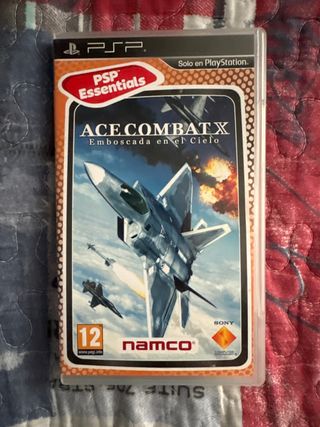 PSP
Solo en PlayStation®
PSP®
Essentials
ACE COMBAT X
Emboscada en el Cielo
12
www.pegi.info
namco®
SONY